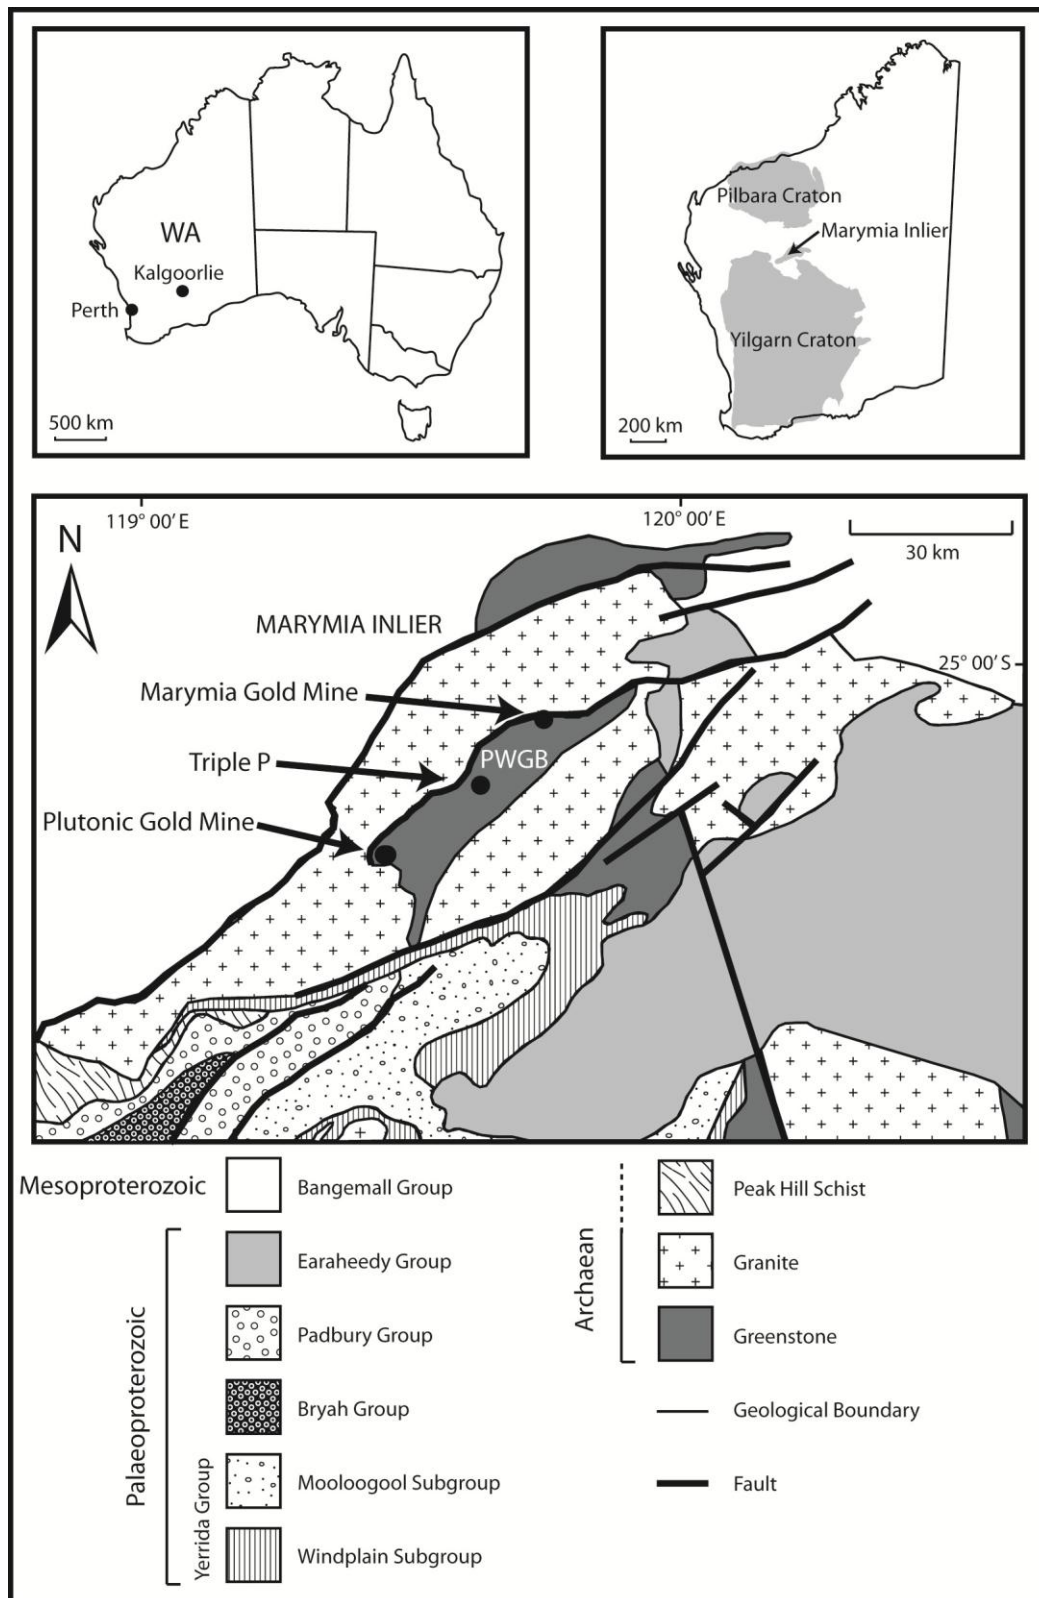 WA
Kalgoorlie
Perth
500 km
Pilbara Craton
Marymia Inlier
Yilgarn Craton
200 km
119° 00' E
120° 00' E
N
30 km
MARYMIA INLIER
25° 00' S
Marymia Gold Mine
PWGB
Triple P
Plutonic Gold Mine
Mesoproterozoic
Bangemall Group
Palaeoproterozoic
Earaheedy Group
Padbury Group
Bryah Group
Yerrida Group
Mooloogool Subgroup
Windplain Subgroup
Peak Hill Schist
Archaean
Granite
Greenstone
Geological Boundary
Fault